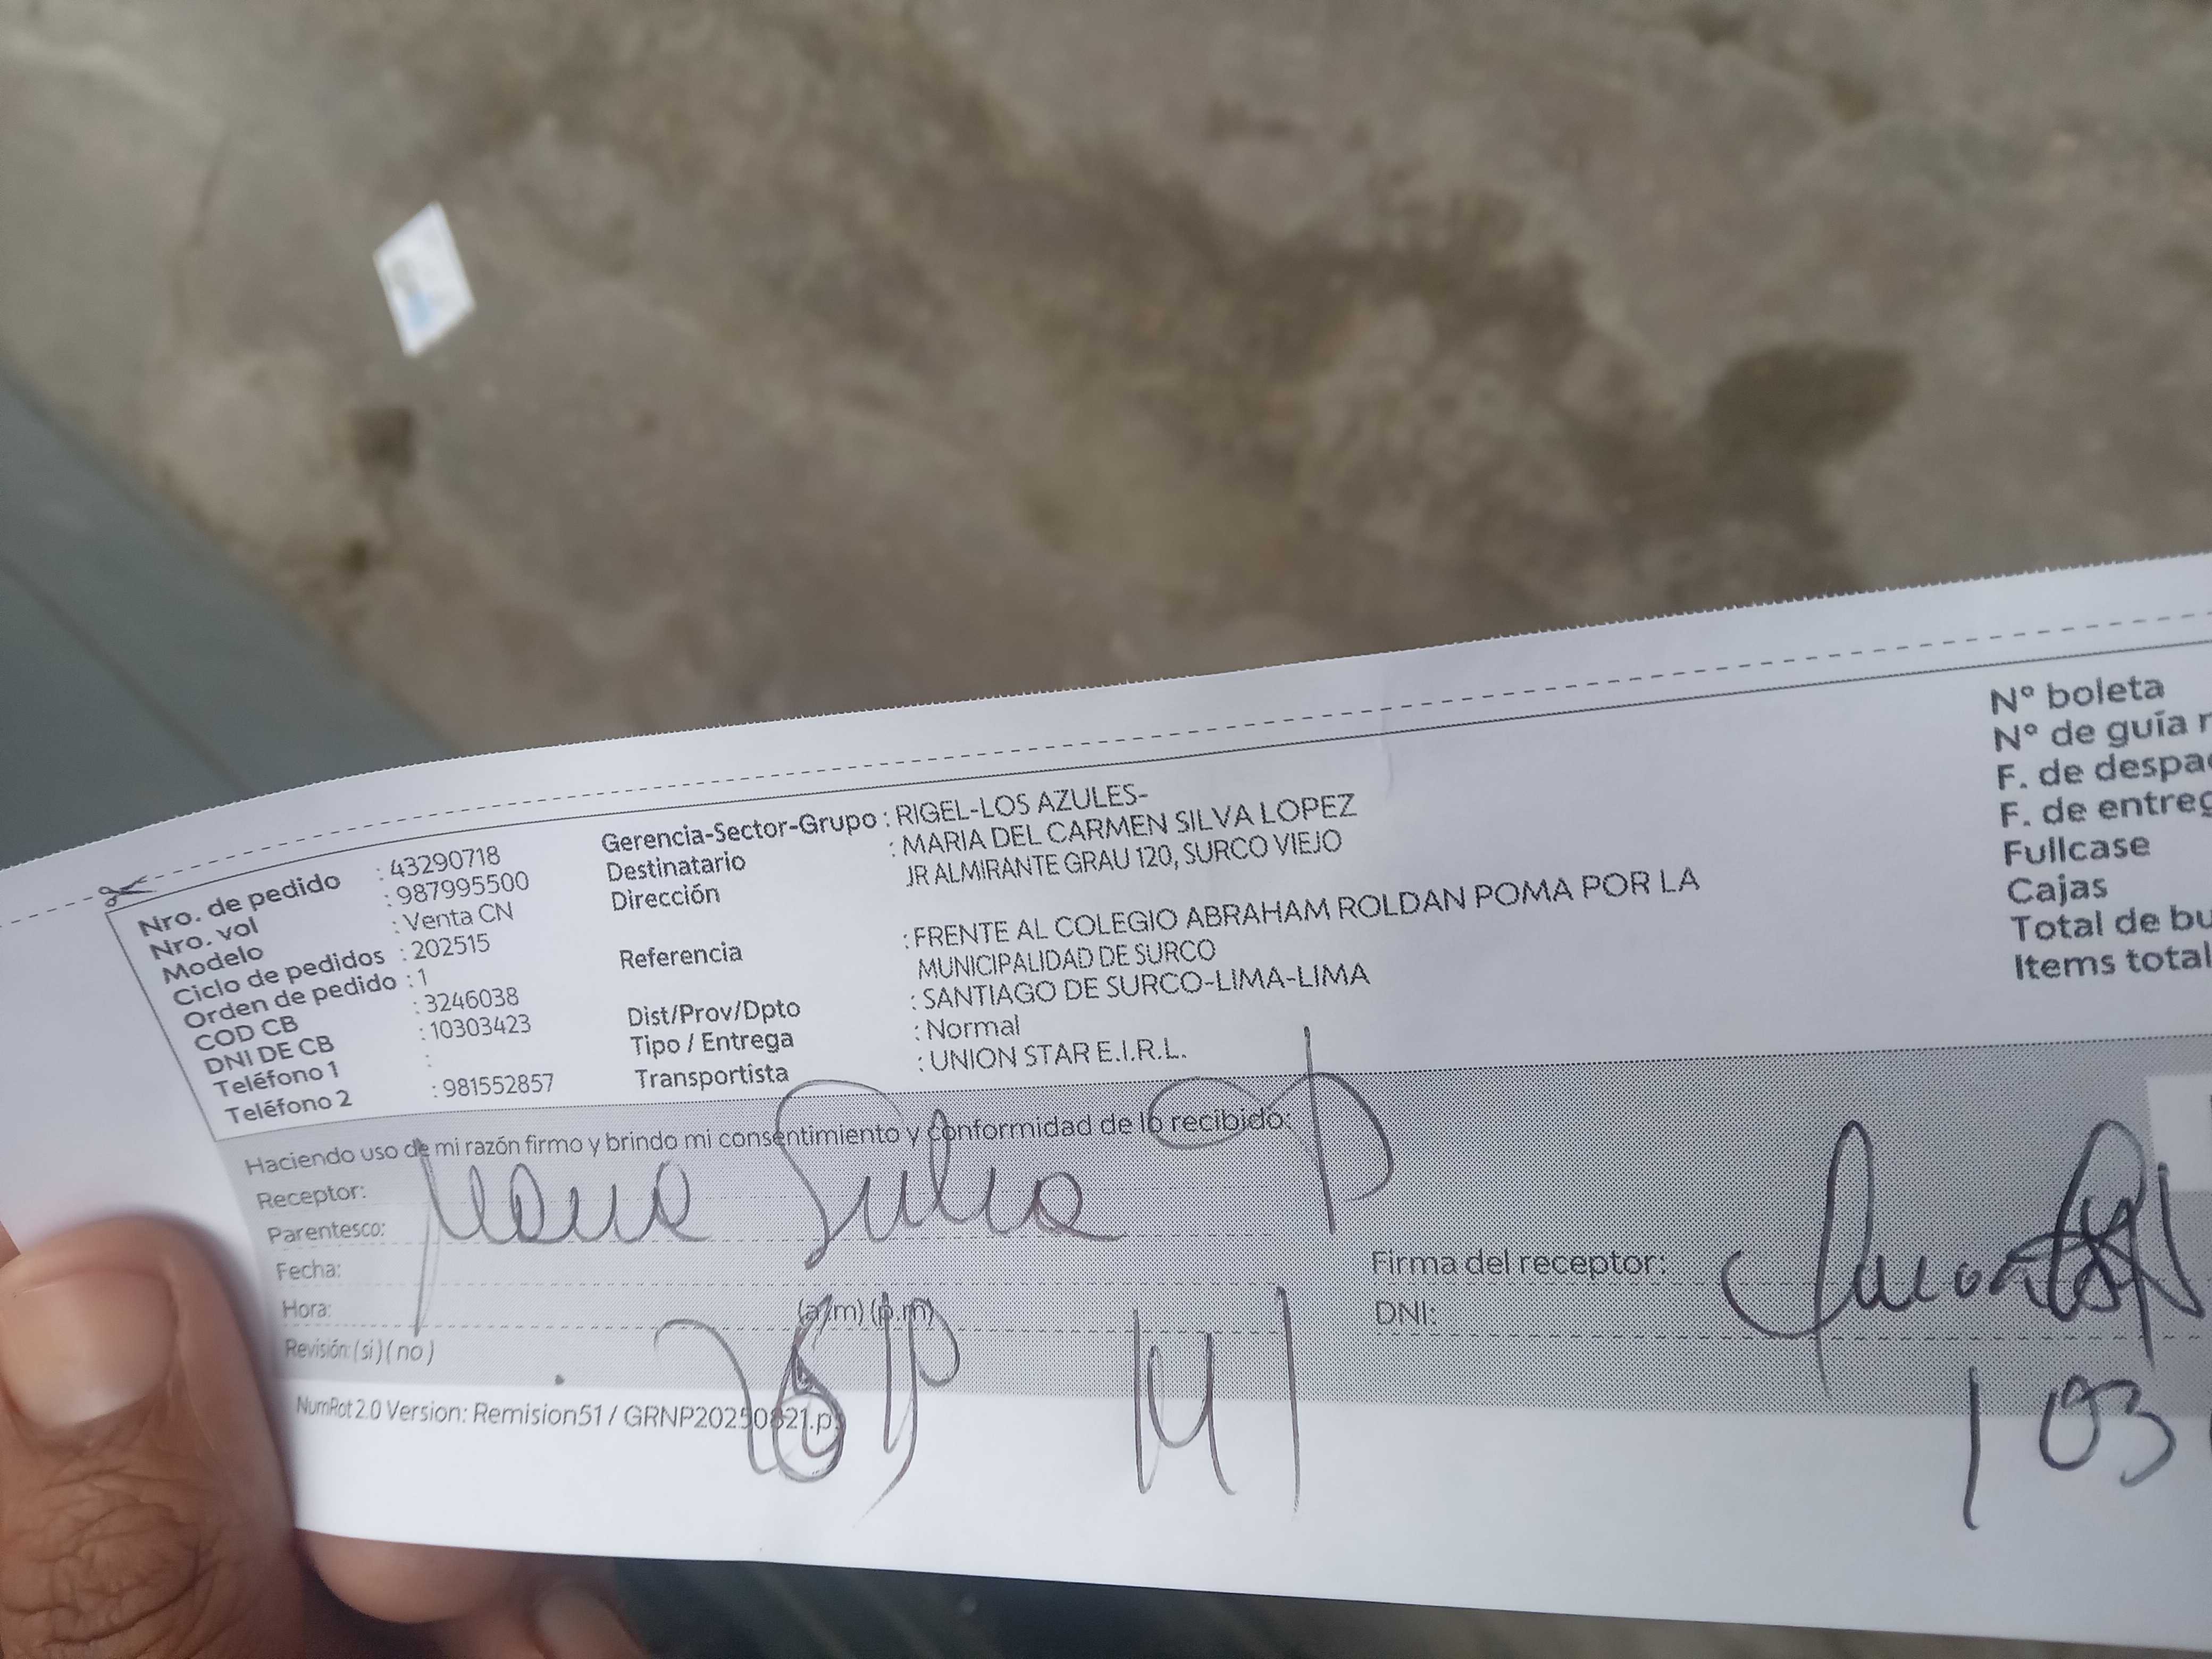 Nro. de pedido : 43290718
Nro. vol : 987995500
Modelo : Venta CN
Ciclo de pedidos : 202515
Orden de pedido : 1
COD CB : 3246038
DNI DE CB : 10303423
Teléfono 1 :
Teléfono 2 : 981552857
Gerencia-Sector-Grupo : RIGEL-LOS AZULES-
Destinatario : MARIA DEL CARMEN SILVA LOPEZ
Dirección JR ALMIRANTE GRAU 120, SURCO VIEJO
Referencia : FRENTE AL COLEGIO ABRAHAM ROLDAN POMA POR LA
MUNICIPALIDAD DE SURCO
Dist/Prov/Dpto : SANTIAGO DE SURCO-LIMA-LIMA
Tipo / Entrega : Normal
Transportista : UNION STAR E.I.R.L.
N° boleta
N° de guía
F. de despa
F. de entreg
Fullcase
Cajas
Total de bu
Items total
Haciendo uso de mi razón firmo y brindo mi consentimiento y conformidad de lo recibido:
Receptor:
Parentesco: Maria Silva
Fecha:
Hora: (a.m) (p.m)
Revisión: (si) (no)
Firma del receptor:
DNI:
103
NumRot 2.0 Version: Remision51 / GRNP20250821.p